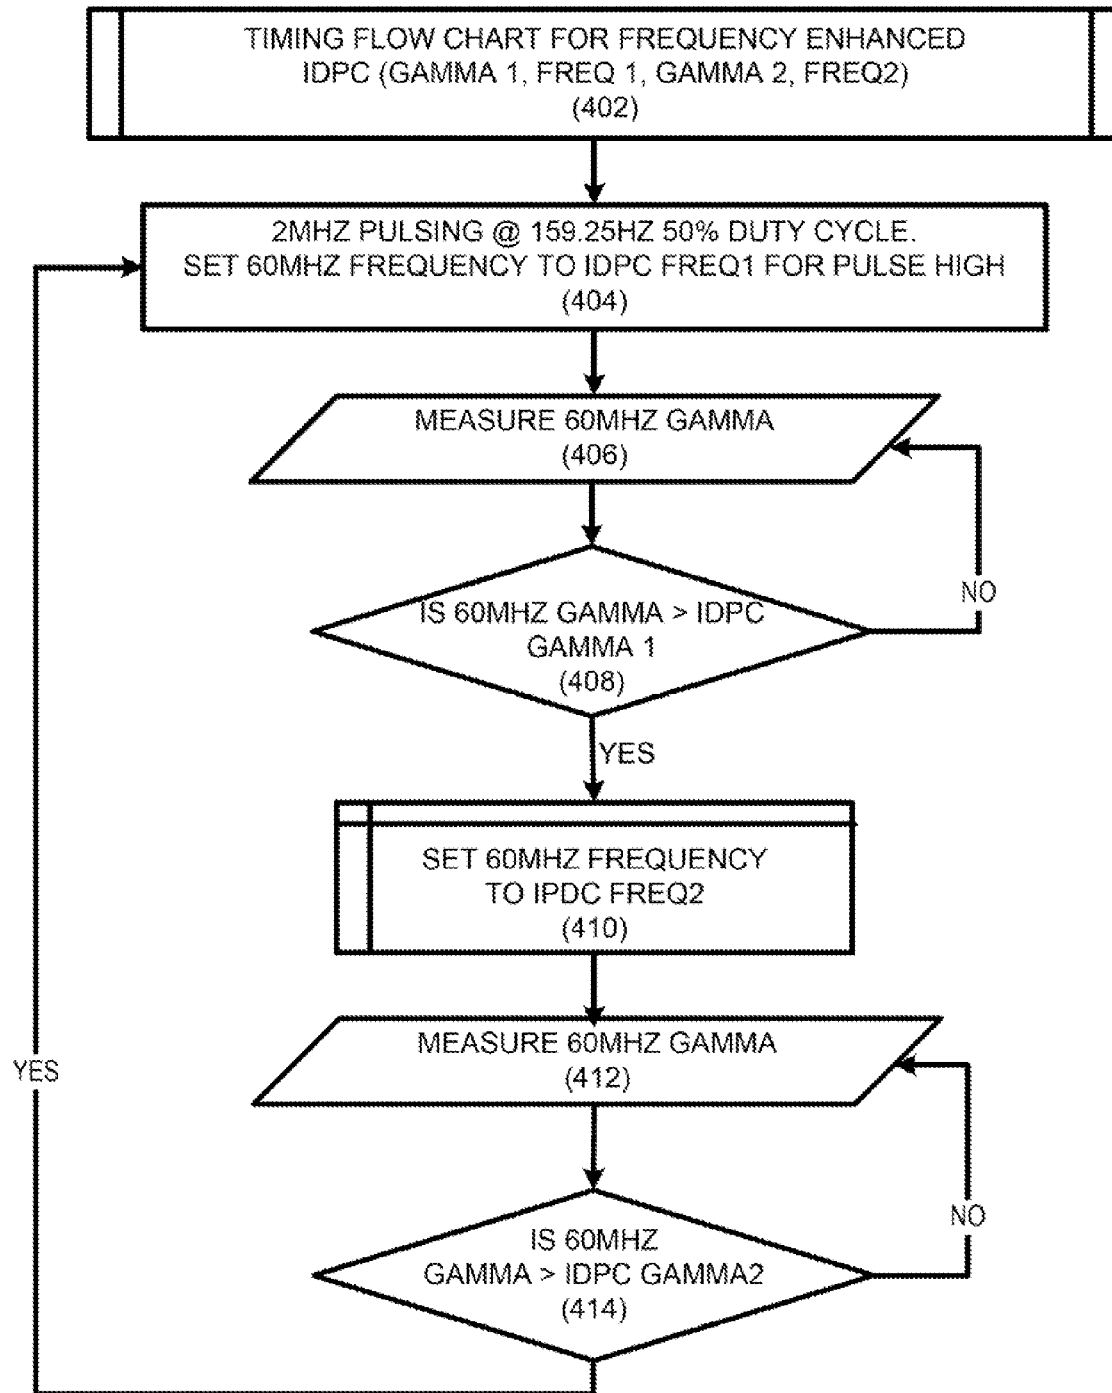 TIMING FLOW CHART FOR FREQUENCY ENHANCED
IDPC (GAMMA 1, FREQ 1, GAMMA 2, FREQ2)
(402)
2MHZ PULSING @ 159.25HZ 50% DUTY CYCLE.
SET 60MHZ FREQUENCY TO IDPC FREQ1 FOR PULSE HIGH
(404)
MEASURE 60MHZ GAMMA
(406)
NO
IS 60MHZ GAMMA > IDPC
GAMMA 1
(408)
YES
SET 60MHZ FREQUENCY
TO IPDC FREQ2
(410)
MEASURE 60MHZ GAMMA
(412)
YES
NO
IS 60MHZ
GAMMA > IDPC GAMMA2
(414)